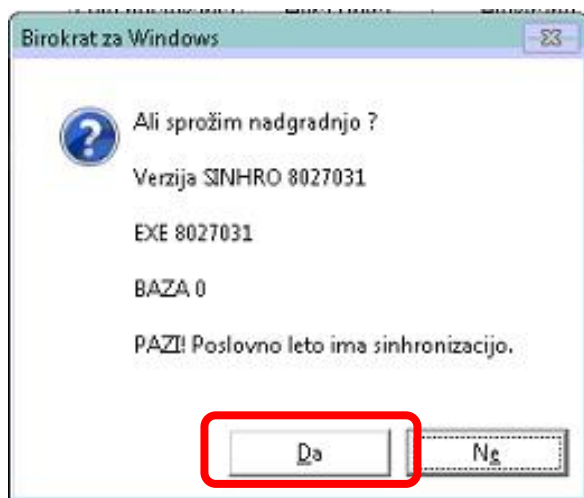 Birokrat za Windows
Ali sprožim nadgradnjo ?
Verzija SINHRO 8027031
EXE 8027031
BAZA 0
PAZI! Poslovno leto ima sinhronizacijo.
Da
Ne